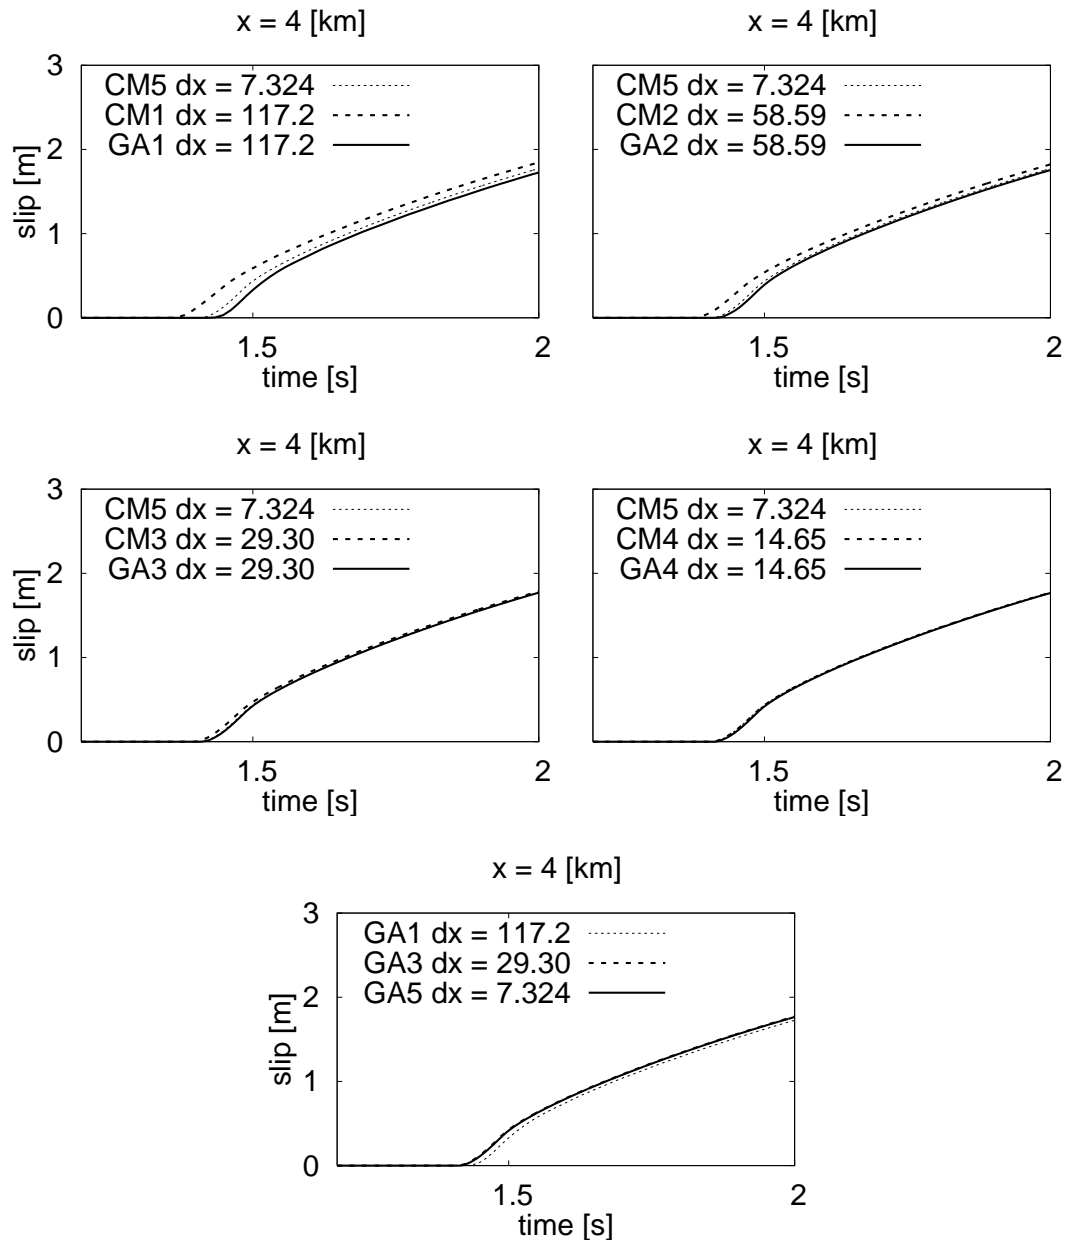 x = 4 [km]
3
2
1
0
slip [m]
CM5 dx = 7.324
CM1 dx = 117.2
GA1 dx = 117.2
1.5
2
time [s]
x = 4 [km]
CM5 dx = 7.324
CM2 dx = 58.59
GA2 dx = 58.59
1.5
2
time [s]
x = 4 [km]
3
2
1
0
slip [m]
CM5 dx = 7.324
CM3 dx = 29.30
GA3 dx = 29.30
1.5
2
time [s]
x = 4 [km]
CM5 dx = 7.324
CM4 dx = 14.65
GA4 dx = 14.65
1.5
2
time [s]
x = 4 [km]
3
2
1
0
slip [m]
GA1 dx = 117.2
GA3 dx = 29.30
GA5 dx = 7.324
1.5
2
time [s]